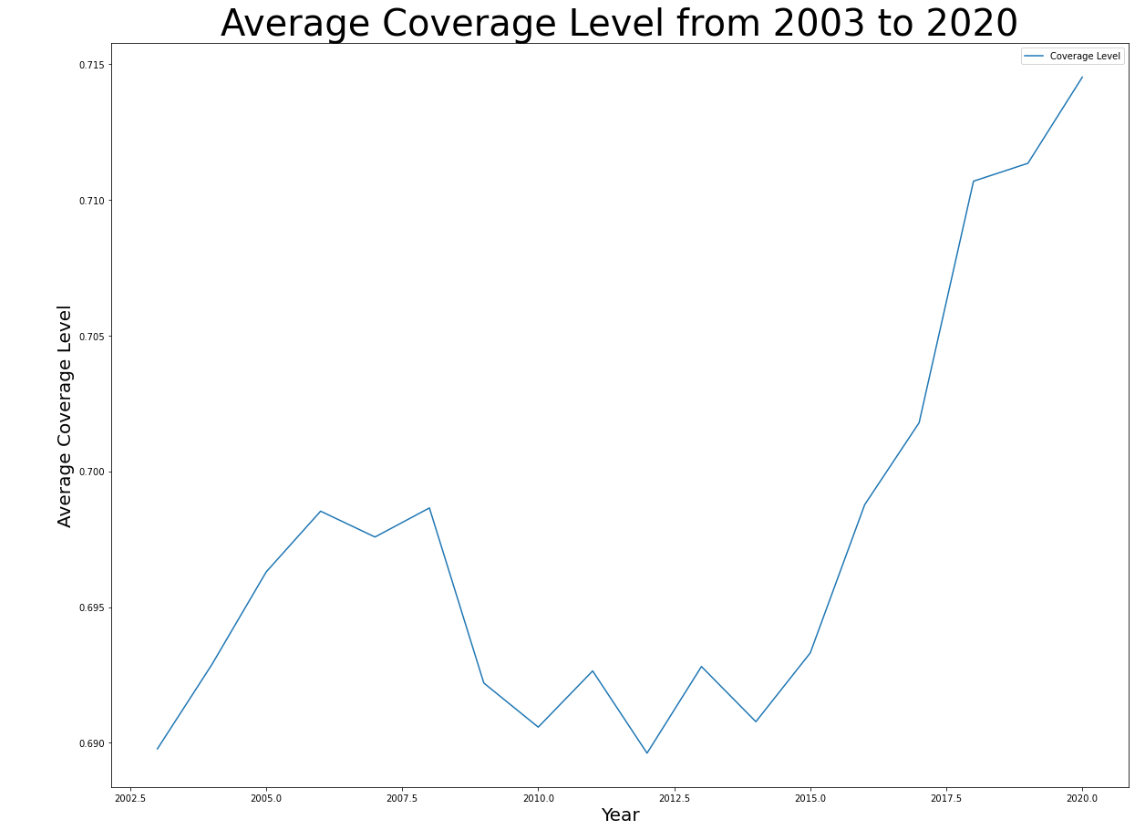 Average Coverage Level from 2003 to 2020
Coverage Level
0.715
0.710
0.705
0.700
0.695
0.690
Average Coverage Level
2002.5 2005.0 2007.5 2010.0 2012.5 2015.0 2017.5 2020.0
Year